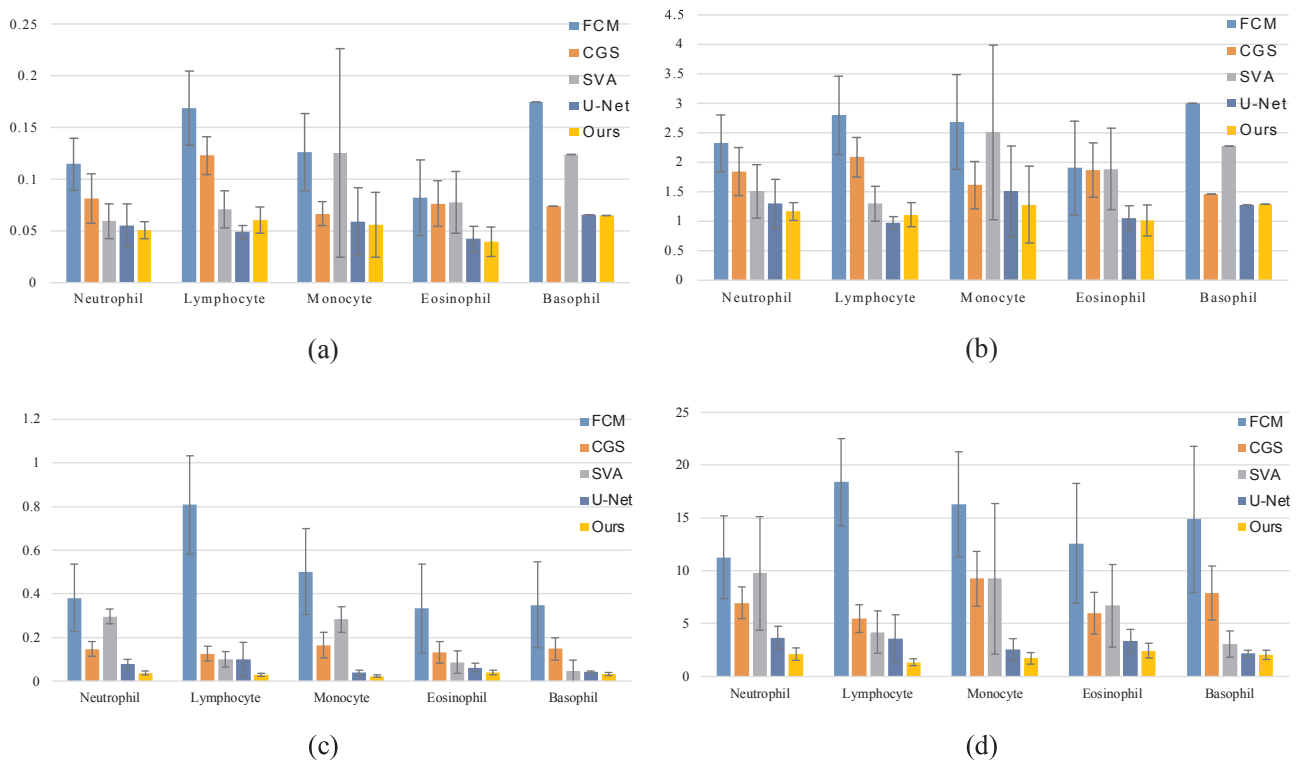 0.25
0.2
0.15
0.1
0.05
0
Neutrophil Lymphocyte Monocyte Eosinophil Basophil
FCM
CGS
SVA
U-Net
Ours
(a)
4.5
4
3.5
3
2.5
2
1.5
1
0.5
0
Neutrophil Lymphocyte Monocyte Eosinophil Basophil
FCM
CGS
SVA
U-Net
Ours
(b)
1.2
1
0.8
0.6
0.4
0.2
0
Neutrophil Lymphocyte Monocyte Eosinophil Basophil
FCM
CGS
SVA
U-Net
Ours
(c)
25
20
15
10
5
0
Neutrophil Lymphocyte Monocyte Eosinophil Basophil
FCM
CGS
SVA
U-Net
Ours
(d)